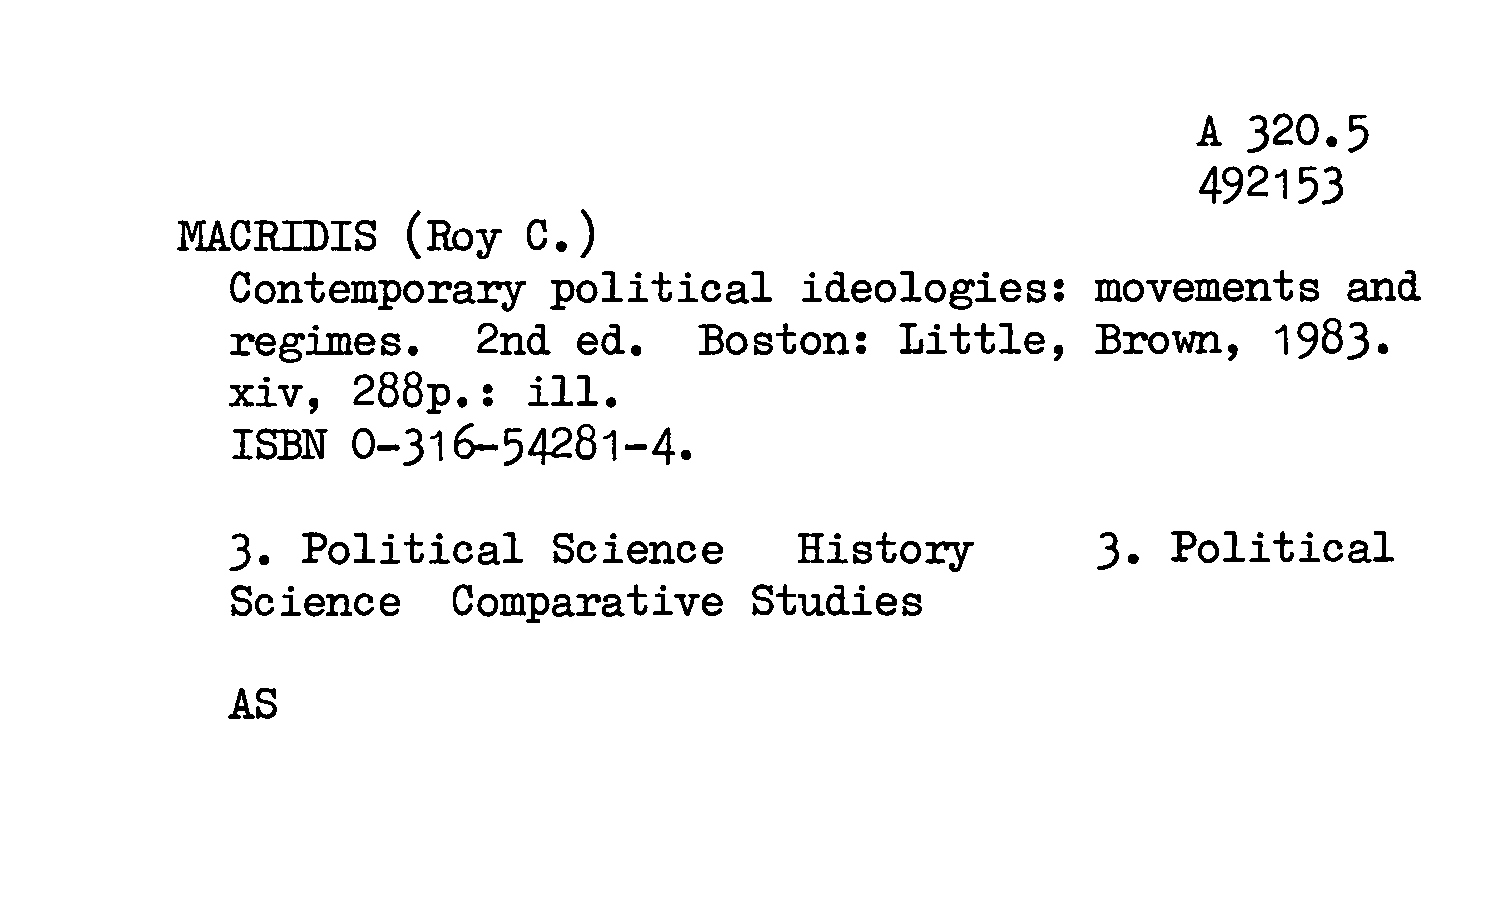 A 320.5
492153
MACRIDIS (Roy C.)
Contemporary political ideologies: movements and
regimes. 2nd ed. Boston: Little, Brown, 1983.
xiv, 288p.: ill.
ISBN 0-316-54281-4.
3. Political Science History 3. Political
Science Comparative Studies
AS